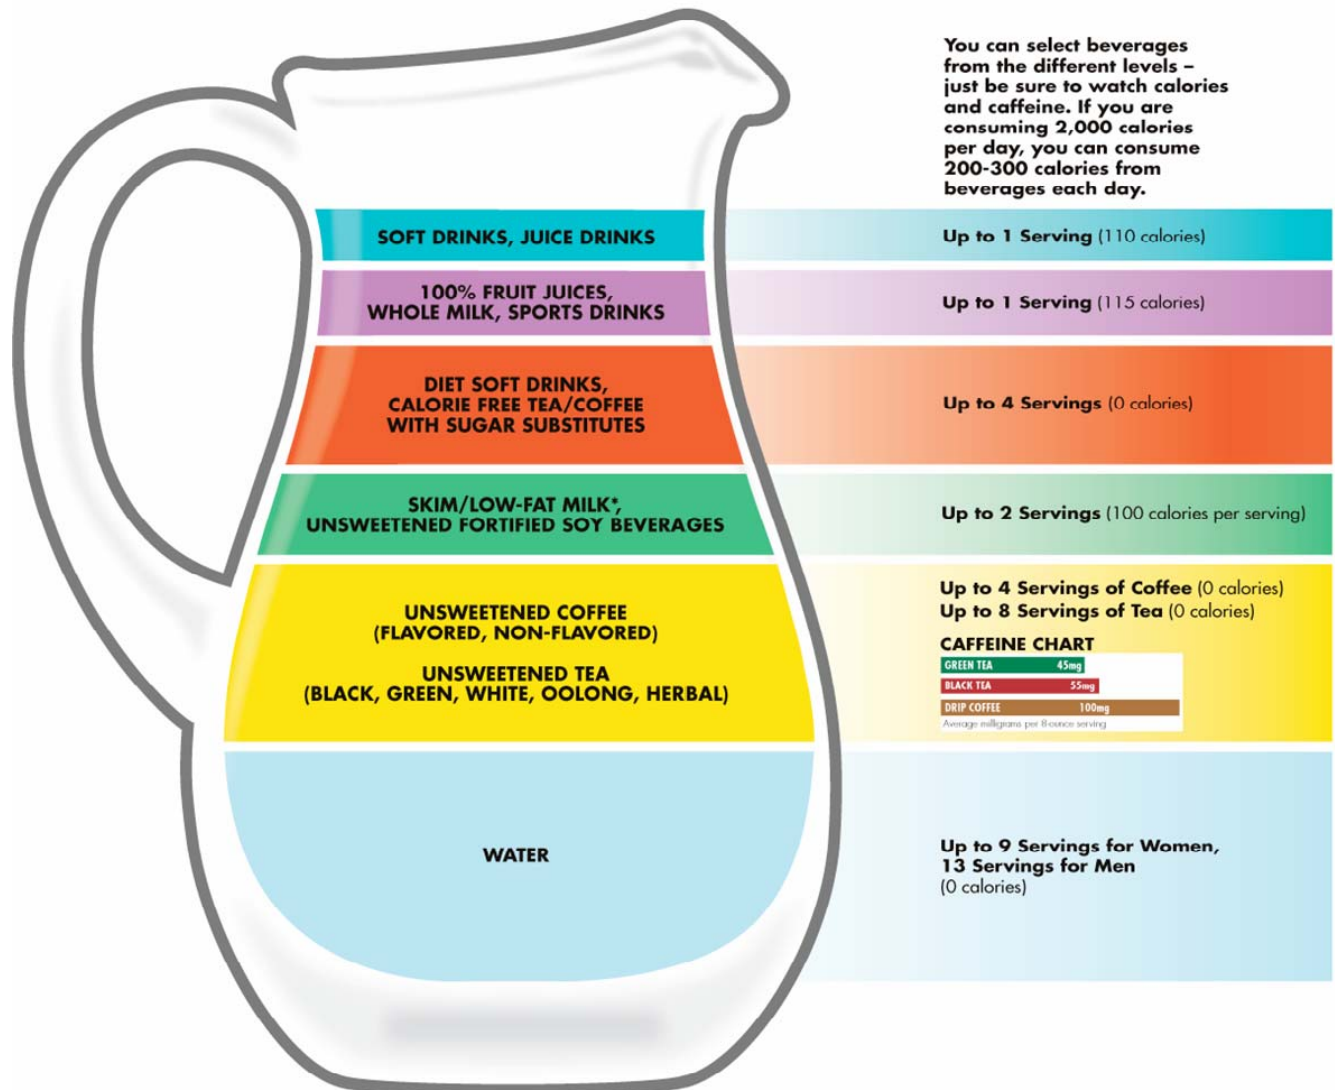 You can select beverages
from the different levels –
just be sure to watch calories
and caffeine. If you are
consuming 2,000 calories
per day, you can consume
200-300 calories from
beverages each day.
SOFT DRINKS, JUICE DRINKS
Up to 1 Serving (110 calories)
100% FRUIT JUICES,
WHOLE MILK, SPORTS DRINKS
Up to 1 Serving (115 calories)
DIET SOFT DRINKS,
CALORIE FREE TEA/COFFEE
WITH SUGAR SUBSTITUTES
Up to 4 Servings (0 calories)
SKIM/LOW-FAT MILK*,
UNSWEETENED FORTIFIED SOY BEVERAGES
Up to 2 Servings (100 calories per serving)
UNSWEETENED COFFEE
(FLAVORED, NON-FLAVORED)
UNSWEETENED TEA
(BLACK, GREEN, WHITE, OOLONG, HERBAL)
Up to 4 Servings of Coffee (0 calories)
Up to 8 Servings of Tea (0 calories)
CAFFEINE CHART
GREEN TEA 45mg
BLACK TEA 55mg
DRIP COFFEE 100mg
Average milligrams per 8-ounce serving
WATER
Up to 9 Servings for Women,
13 Servings for Men
(0 calories)